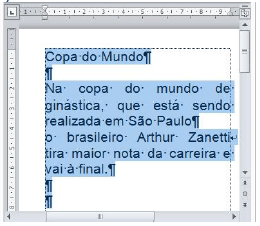 Copa do Mundo¶
¶
Na copa do mundo de
ginástica, que está sendo
realizada em São Paulo¶
o brasileiro Arthur Zanetti
tira maior nota da carreira e
vai à final.¶
¶
¶